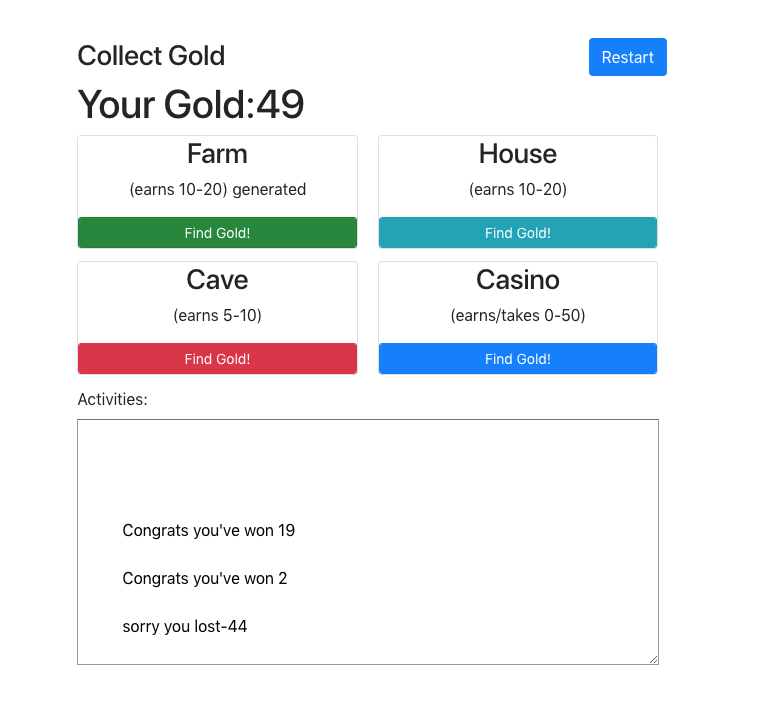 Collect Gold
Restart
Your Gold:49
Farm
(earns 10-20) generated
Find Gold!
House
(earns 10-20)
Find Gold!
Cave
(earns 5-10)
Find Gold!
Casino
(earns/takes 0-50)
Find Gold!
Activities:
Congrats you've won 19
Congrats you've won 2
sorry you lost-44